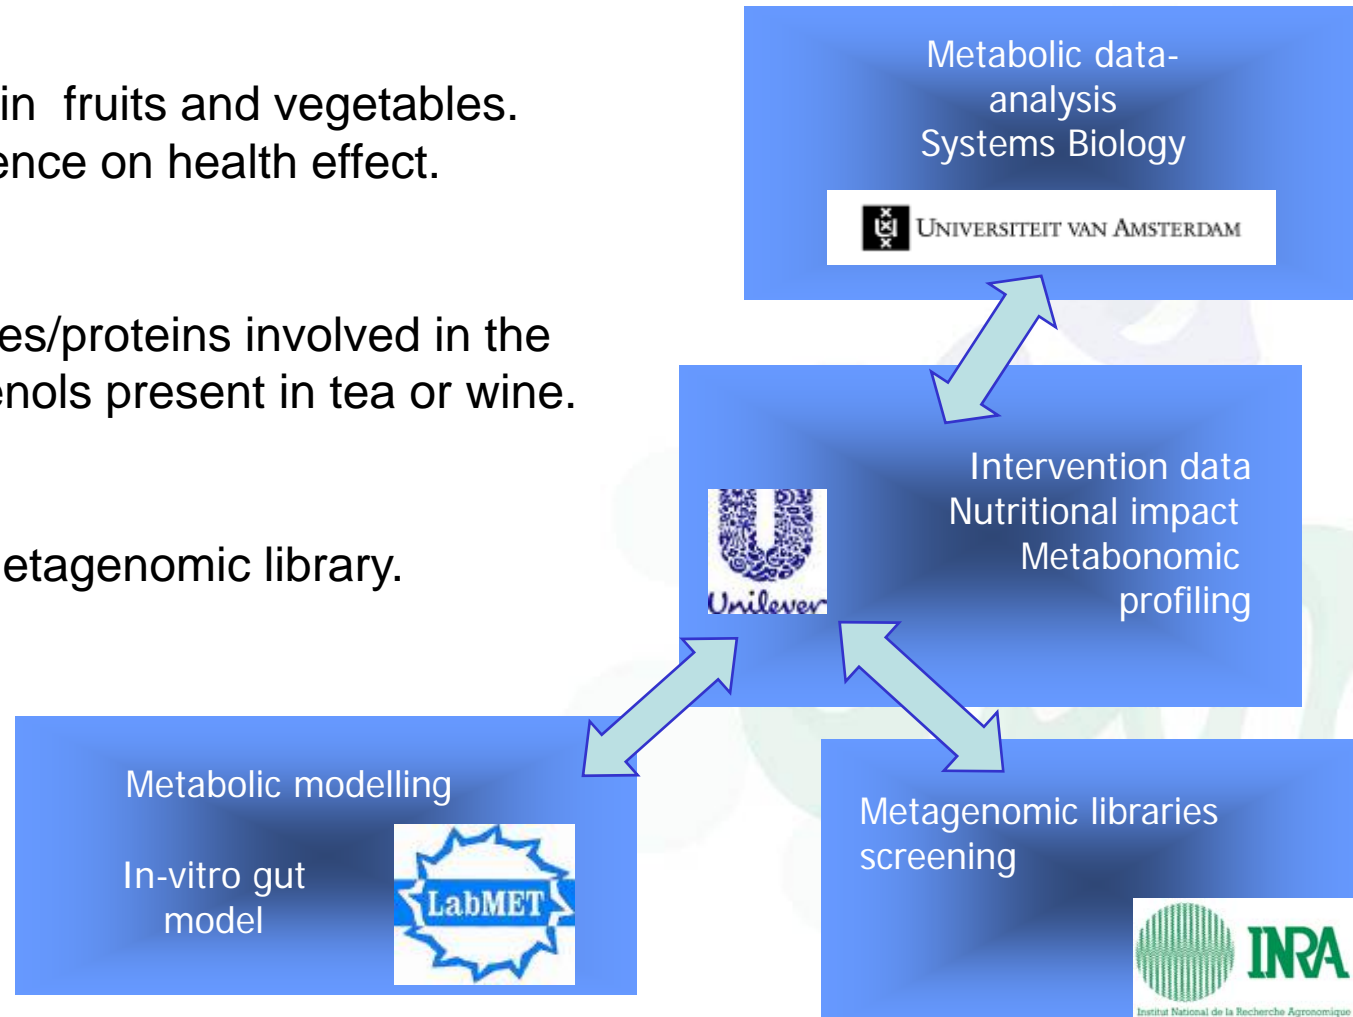 in fruits and vegetables.
ence on health effect.
es/proteins involved in the
enols present in tea or wine.
etagenomic library.
Metabolic data-
analysis
Systems Biology
UNIVERSITEIT VAN AMSTERDAM
Intervention data
Nutritional impact
Metabonomic
profiling
Unilever
Metabolic modelling
In-vitro gut
model
LabMET
Metagenomic libraries
screening
INRA
Institut National de la Recherche Agronomique